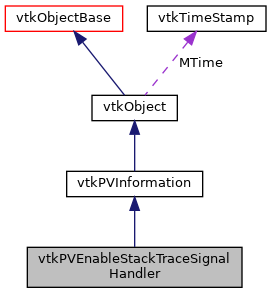 vtkObjectBase
vtkTimeStamp
MTime
vtkObject
vtkPVInformation
vtkPVEnableStackTraceSignal
Handler